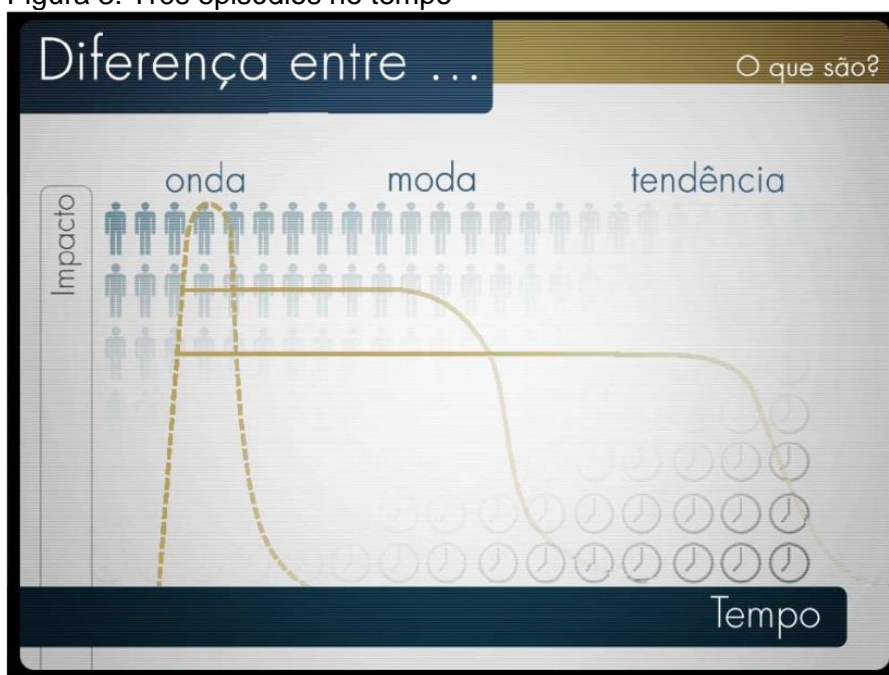 Figura 3: Três episódios no tempo
Diferença entre ...
O que são?
onda
moda
tendência
Impacto
Tempo